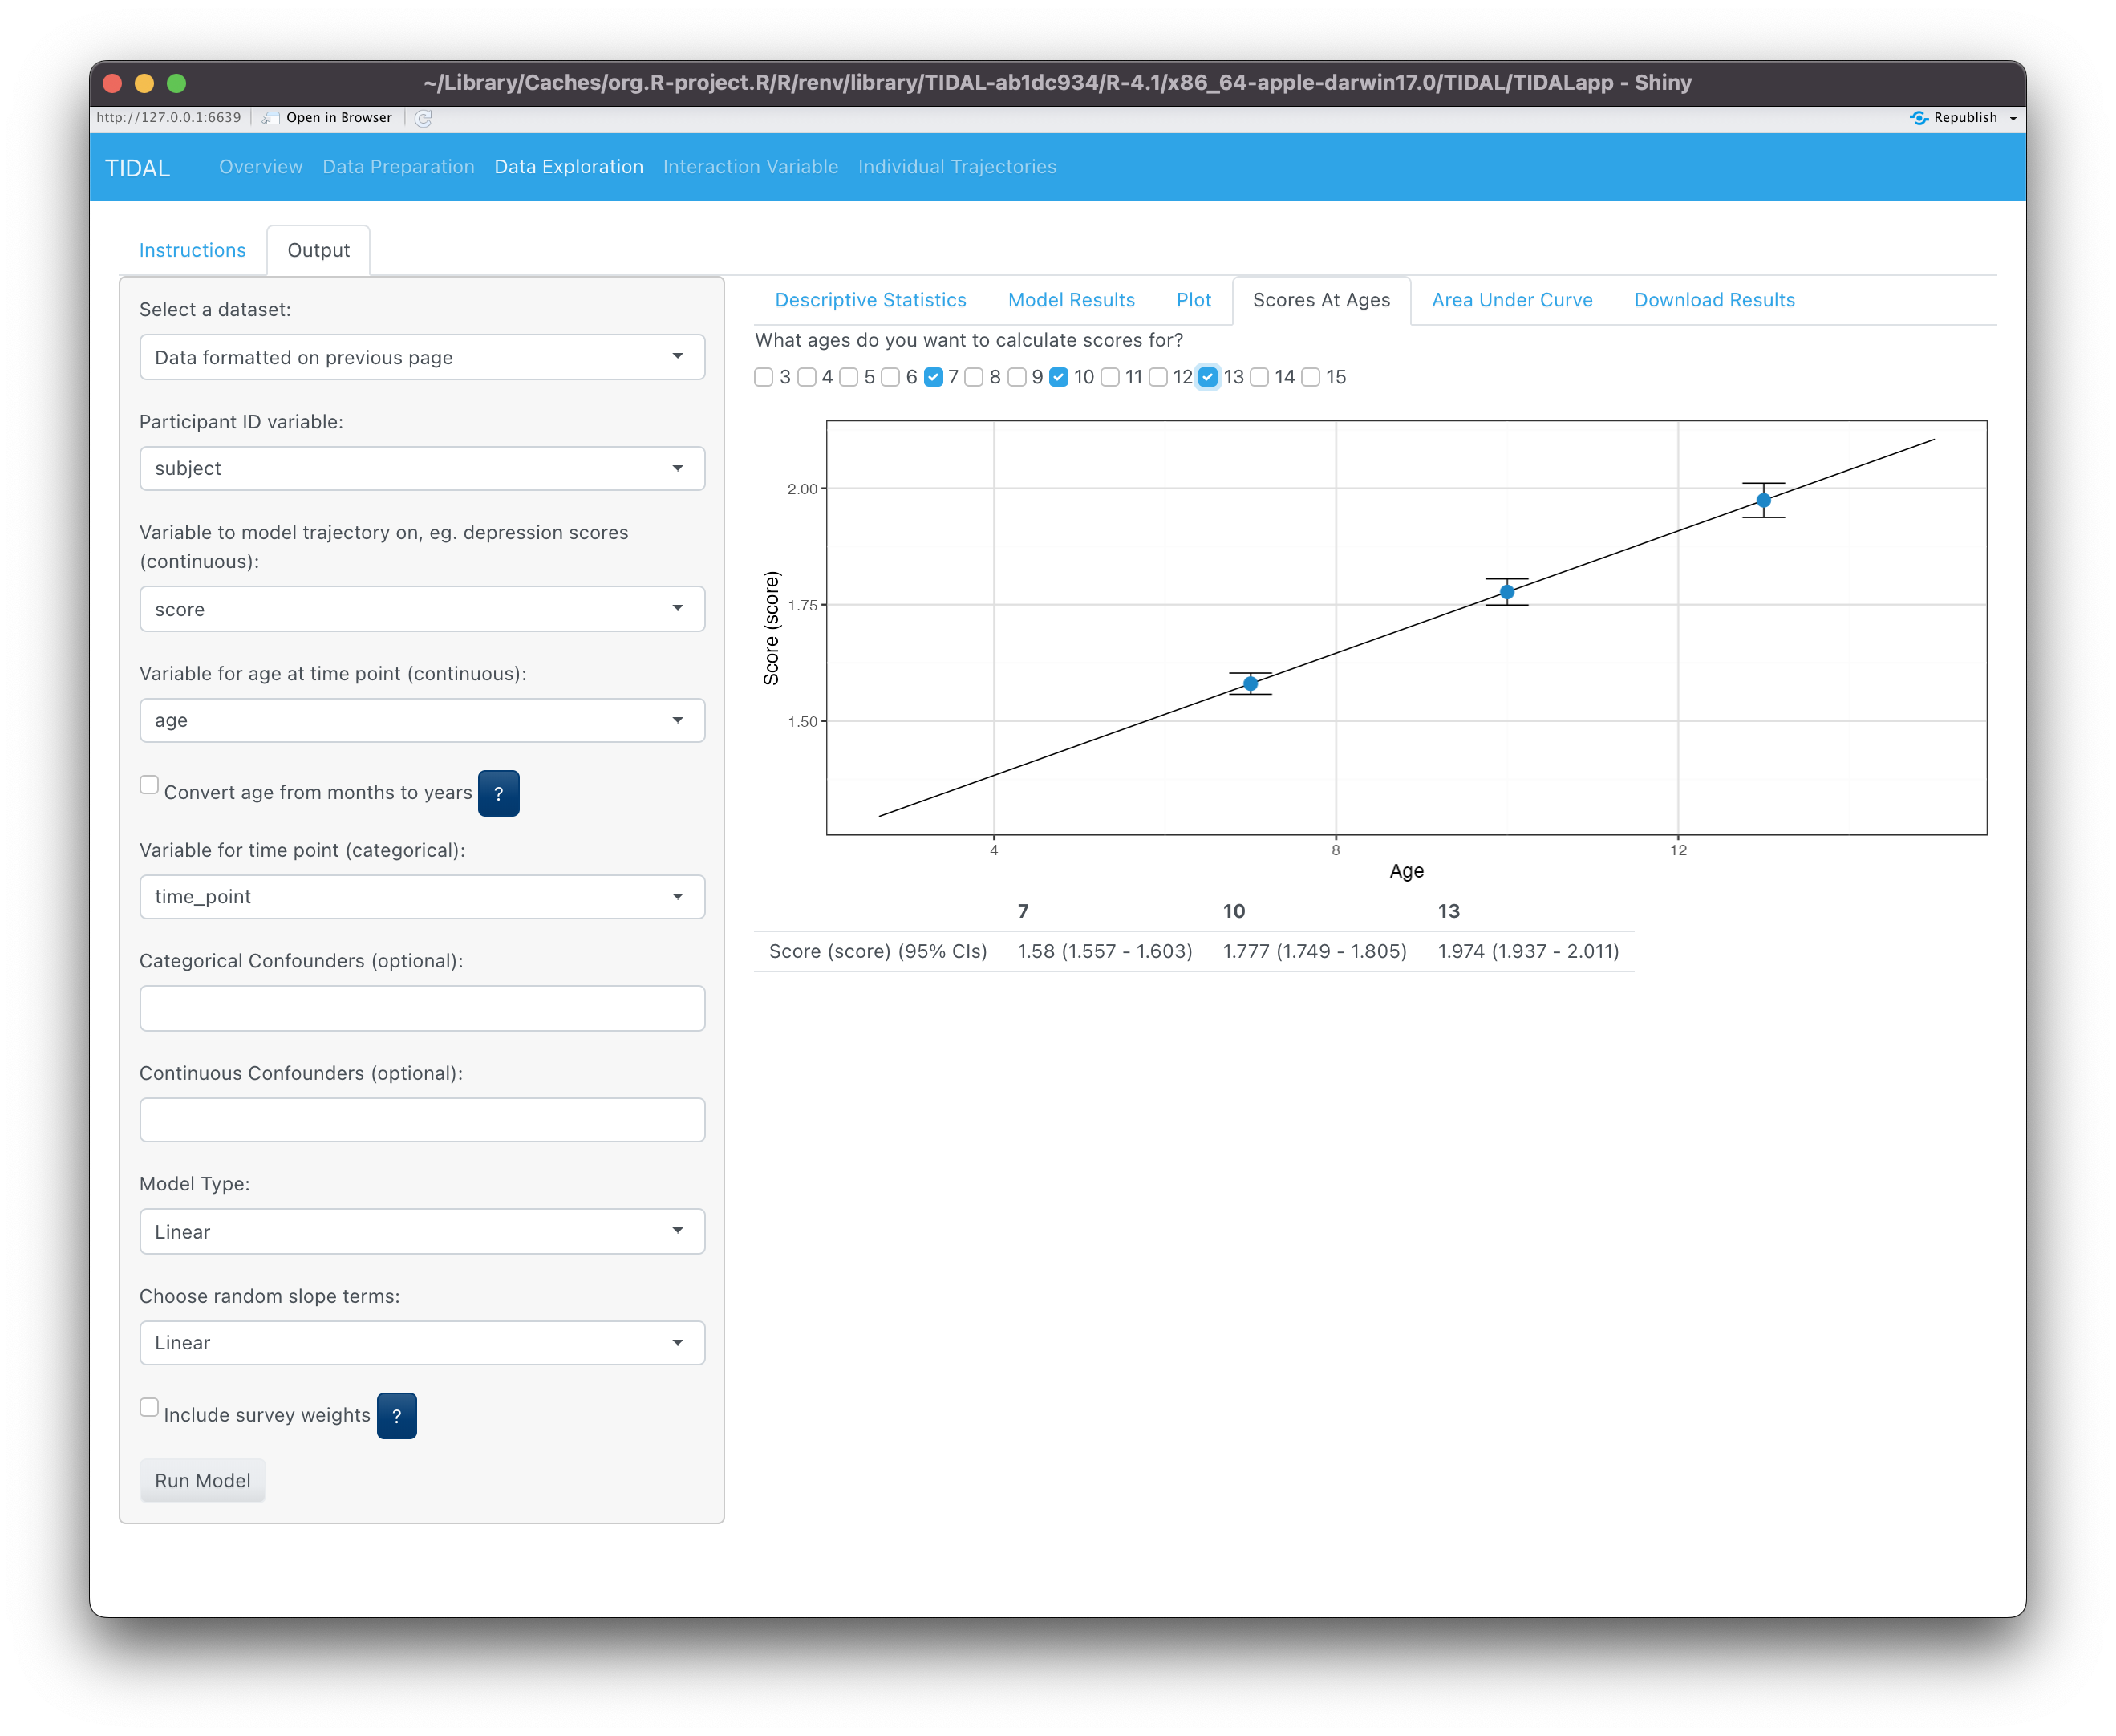 ~/Library/Caches/org.R-project.R/R/renv/library/TIDAL-ab1dc934/R-4.1/x86_64-apple-darwin17.0/TIDAL/TIDALapp - Shiny
http://127.0.0.1:6639 Open in Browser Republish
TIDAL Overview Data Preparation Data Exploration Interaction Variable Individual Trajectories
Instructions Output
Select a dataset:
Data formatted on previous page
Participant ID variable:
subject
Variable to model trajectory on, eg. depression scores
(continuous):
score
Variable for age at time point (continuous):
age
Convert age from months to years ?
Variable for time point (categorical):
time_point
Categorical Confounders (optional):
Continuous Confounders (optional):
Model Type:
Linear
Choose random slope terms:
Linear
Include survey weights ?
Run Model
Descriptive Statistics Model Results Plot Scores At Ages Area Under Curve Download Results
What ages do you want to calculate scores for?
3 4 5 6 7 8 9 10 11 12 13 14 15
Score (score)
2.00
1.75
1.50
4 8 12
Age
7 10 13
Score (score) (95% CIs) 1.58 (1.557 - 1.603) 1.777 (1.749 - 1.805) 1.974 (1.937 - 2.011)